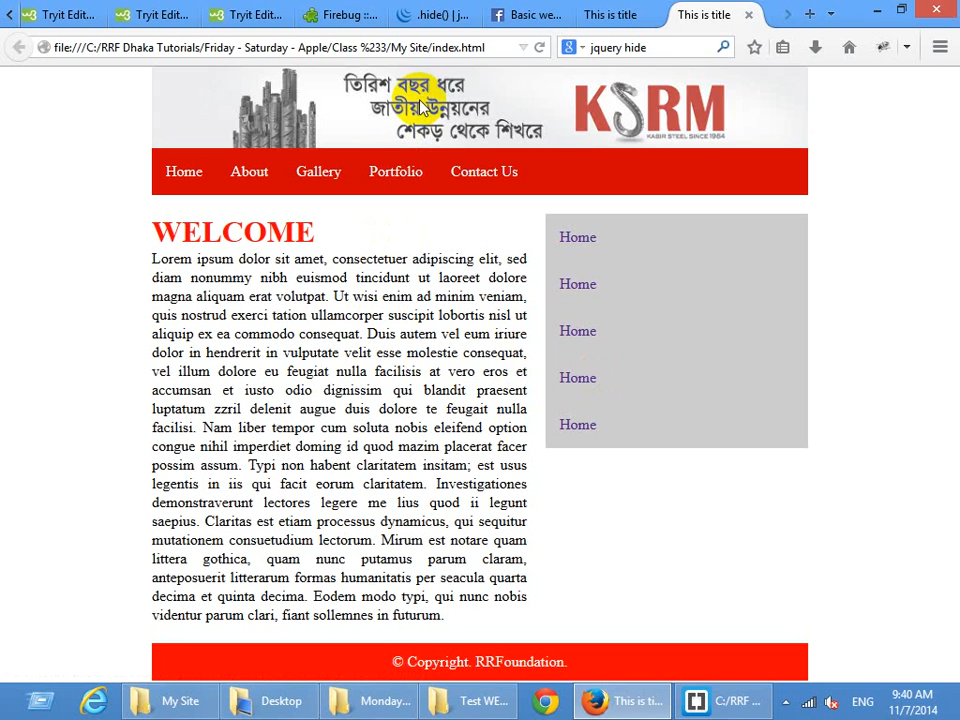 Tryit Edit... Tryit Edit... Tryit Edit... Firebug ::... .hide() | j... Basic we... This is title This is title
file:///C:/RRF Dhaka Tutorials/Friday - Saturday - Apple/Class %233/My Site/index.html jquery hide
তিরিশ বছর ধরে
জাতীয় উন্নয়নের
শেকড় থেকে শিখরে
KSRM
KABIR STEEL SINCE 1984
Home About Gallery Portfolio Contact Us
WELCOME
Lorem ipsum dolor sit amet, consectetuer adipiscing elit, sed
diam nonummy nibh euismod tincidunt ut laoreet dolore
magna aliquam erat volutpat. Ut wisi enim ad minim veniam,
quis nostrud exerci tation ullamcorper suscipit lobortis nisl ut
aliquip ex ea commodo consequat. Duis autem vel eum iriure
dolor in hendrerit in vulputate velit esse molestie consequat,
vel illum dolore eu feugiat nulla facilisis at vero eros et
accumsan et iusto odio dignissim qui blandit praesent
luptatum zzril delenit augue duis dolore te feugait nulla
facilisi. Nam liber tempor cum soluta nobis eleifend option
congue nihil imperdiet doming id quod mazim placerat facer
possim assum. Typi non habent claritatem insitam; est usus
legentis in iis qui facit eorum claritatem. Investigationes
demonstraverunt lectores legere me lius quod ii legunt
saepius. Claritas est etiam processus dynamicus, qui sequitur
mutationem consuetudium lectorum. Mirum est notare quam
littera gothica, quam nunc putamus parum claram,
anteposuerit litterarum formas humanitatis per seacula quarta
decima et quinta decima. Eodem modo typi, qui nunc nobis
videntur parum clari, fiant sollemnes in futurum.
Home
Home
Home
Home
Home
© Copyright. RRFoundation.
My Site Desktop Monday... Test WE... This is ti... C:/RRF ... ENG 9:40 AM
11/7/2014